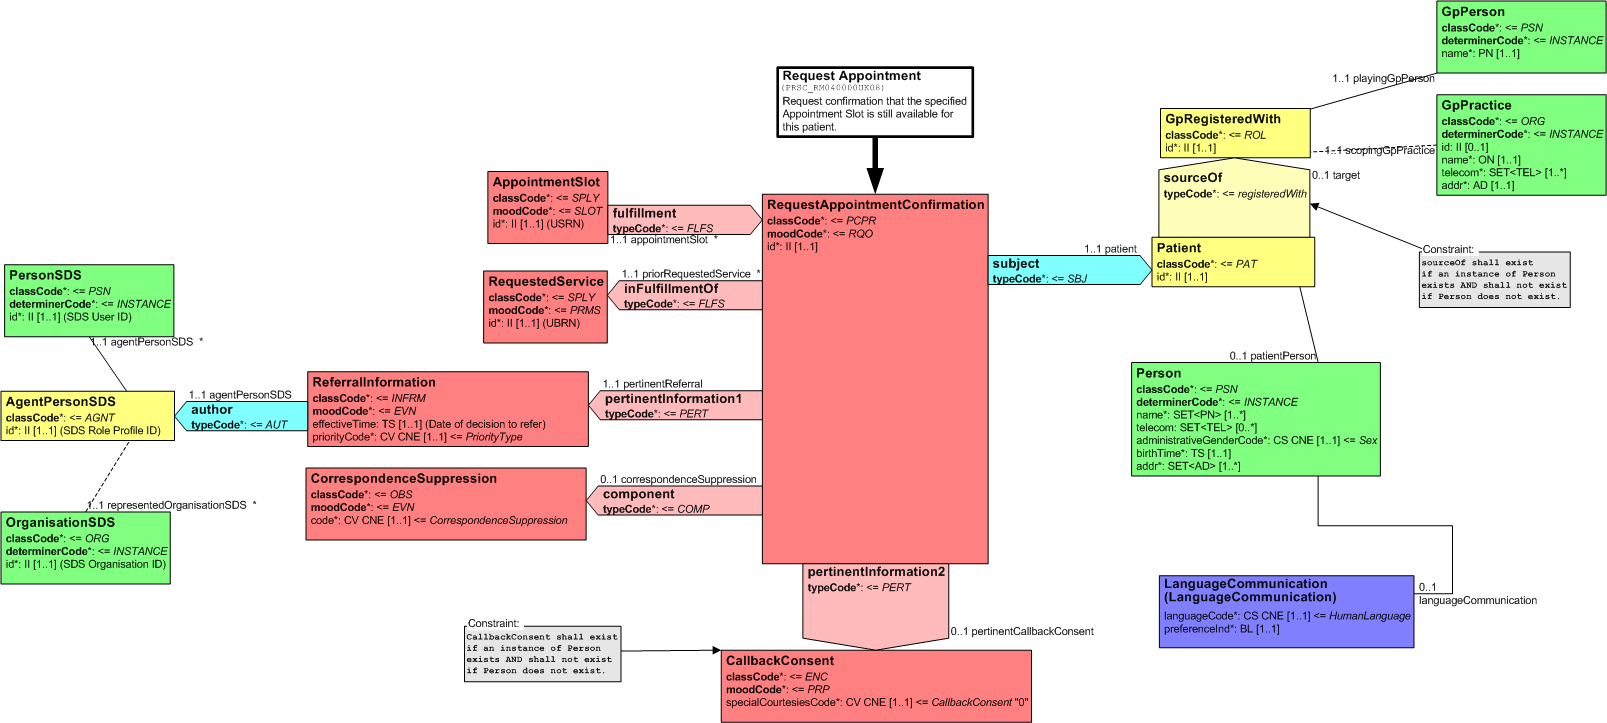 Request Appointment
(PRSC_RM040000UK08)
Request confirmation that the specified
Appointment Slot is still available for
this patient.
GpPerson
classCode*: <= PSN
determinerCode*: <= INSTANCE
name*: PN [1..1]
1..1 playingGpPerson
GpPractice
classCode*: <= ORG
determinerCode*: <= INSTANCE
id: II [0..1]
name*: ON [1..1]
telecom*: SET<TEL> [1..*]
addr*: AD [1..1]
GpRegisteredWith
classCode*: <= ROL
id*: II [1..1]
1..1 scopingGpPractice
0..1 target
sourceOf
typeCode*: <= registeredWith
Constraint:
sourceOf shall exist
if an instance of Person
exists AND shall not exist
if Person does not exist.
Patient
classCode*: <= PAT
id*: II [1..1]
1..1 patient
subject
typeCode*: <= SBJ
RequestAppointmentConfirmation
classCode*: <= PCPR
moodCode*: <= RQO
id*: II [1..1]
AppointmentSlot
classCode*: <= SPLY
moodCode*: <= SLOT
id*: II [1..1] (USRN)
fulfillment
typeCode*: <= FLFS
1..1 appointmentSlot *
RequestedService
classCode*: <= SPLY
moodCode*: <= PRMS
id*: II [1..1] (UBRN)
1..1 priorRequestedService *
inFulfillmentOf
typeCode*: <= FLFS
PersonSDS
classCode*: <= PSN
determinerCode*: <= INSTANCE
id*: II [1..1] (SDS User ID)
1..1 agentPersonSDS *
AgentPersonSDS
classCode*: <= AGNT
id*: II [1..1] (SDS Role Profile ID)
1..1 agentPersonSDS
author
typeCode*: <= AUT
ReferralInformation
classCode*: <= INFRM
moodCode*: <= EVN
effectiveTime: TS [1..1] (Date of decision to refer)
priorityCode*: CV CNE [1..1] <= PriorityType
1..1 pertinentReferral
pertinentInformation1
typeCode*: <= PERT
1..1 representedOrganisationSDS *
OrganisationSDS
classCode*: <= ORG
determinerCode*: <= INSTANCE
id*: II [1..1] (SDS Organisation ID)
CorrespondenceSuppression
classCode*: <= OBS
moodCode*: <= EVN
code*: CV CNE [1..1] <= CorrespondenceSuppression
0..1 correspondenceSuppression
component
typeCode*: <= COMP
0..1 patientPerson
Person
classCode*: <= PSN
determinerCode*: <= INSTANCE
name*: SET<PN> [1..*]
telecom: SET<TEL> [0..*]
administrativeGenderCode*: CS CNE [1..1] <= Sex
birthTime*: TS [1..1]
addr*: SET<AD> [1..*]
LanguageCommunication
(LanguageCommunication)
languageCode*: CS CNE [1..1] <= HumanLanguage
preferenceInd*: BL [1..1]
0..1
languageCommunication
pertinentInformation2
typeCode*: <= PERT
0..1 pertinentCallbackConsent
Constraint:
CallbackConsent shall exist
if an instance of Person
exists AND shall not exist
if Person does not exist.
CallbackConsent
classCode*: <= ENC
moodCode*: <= PRP
specialCourtesiesCode*: CV CNE [1..1] <= CallbackConsent "0"